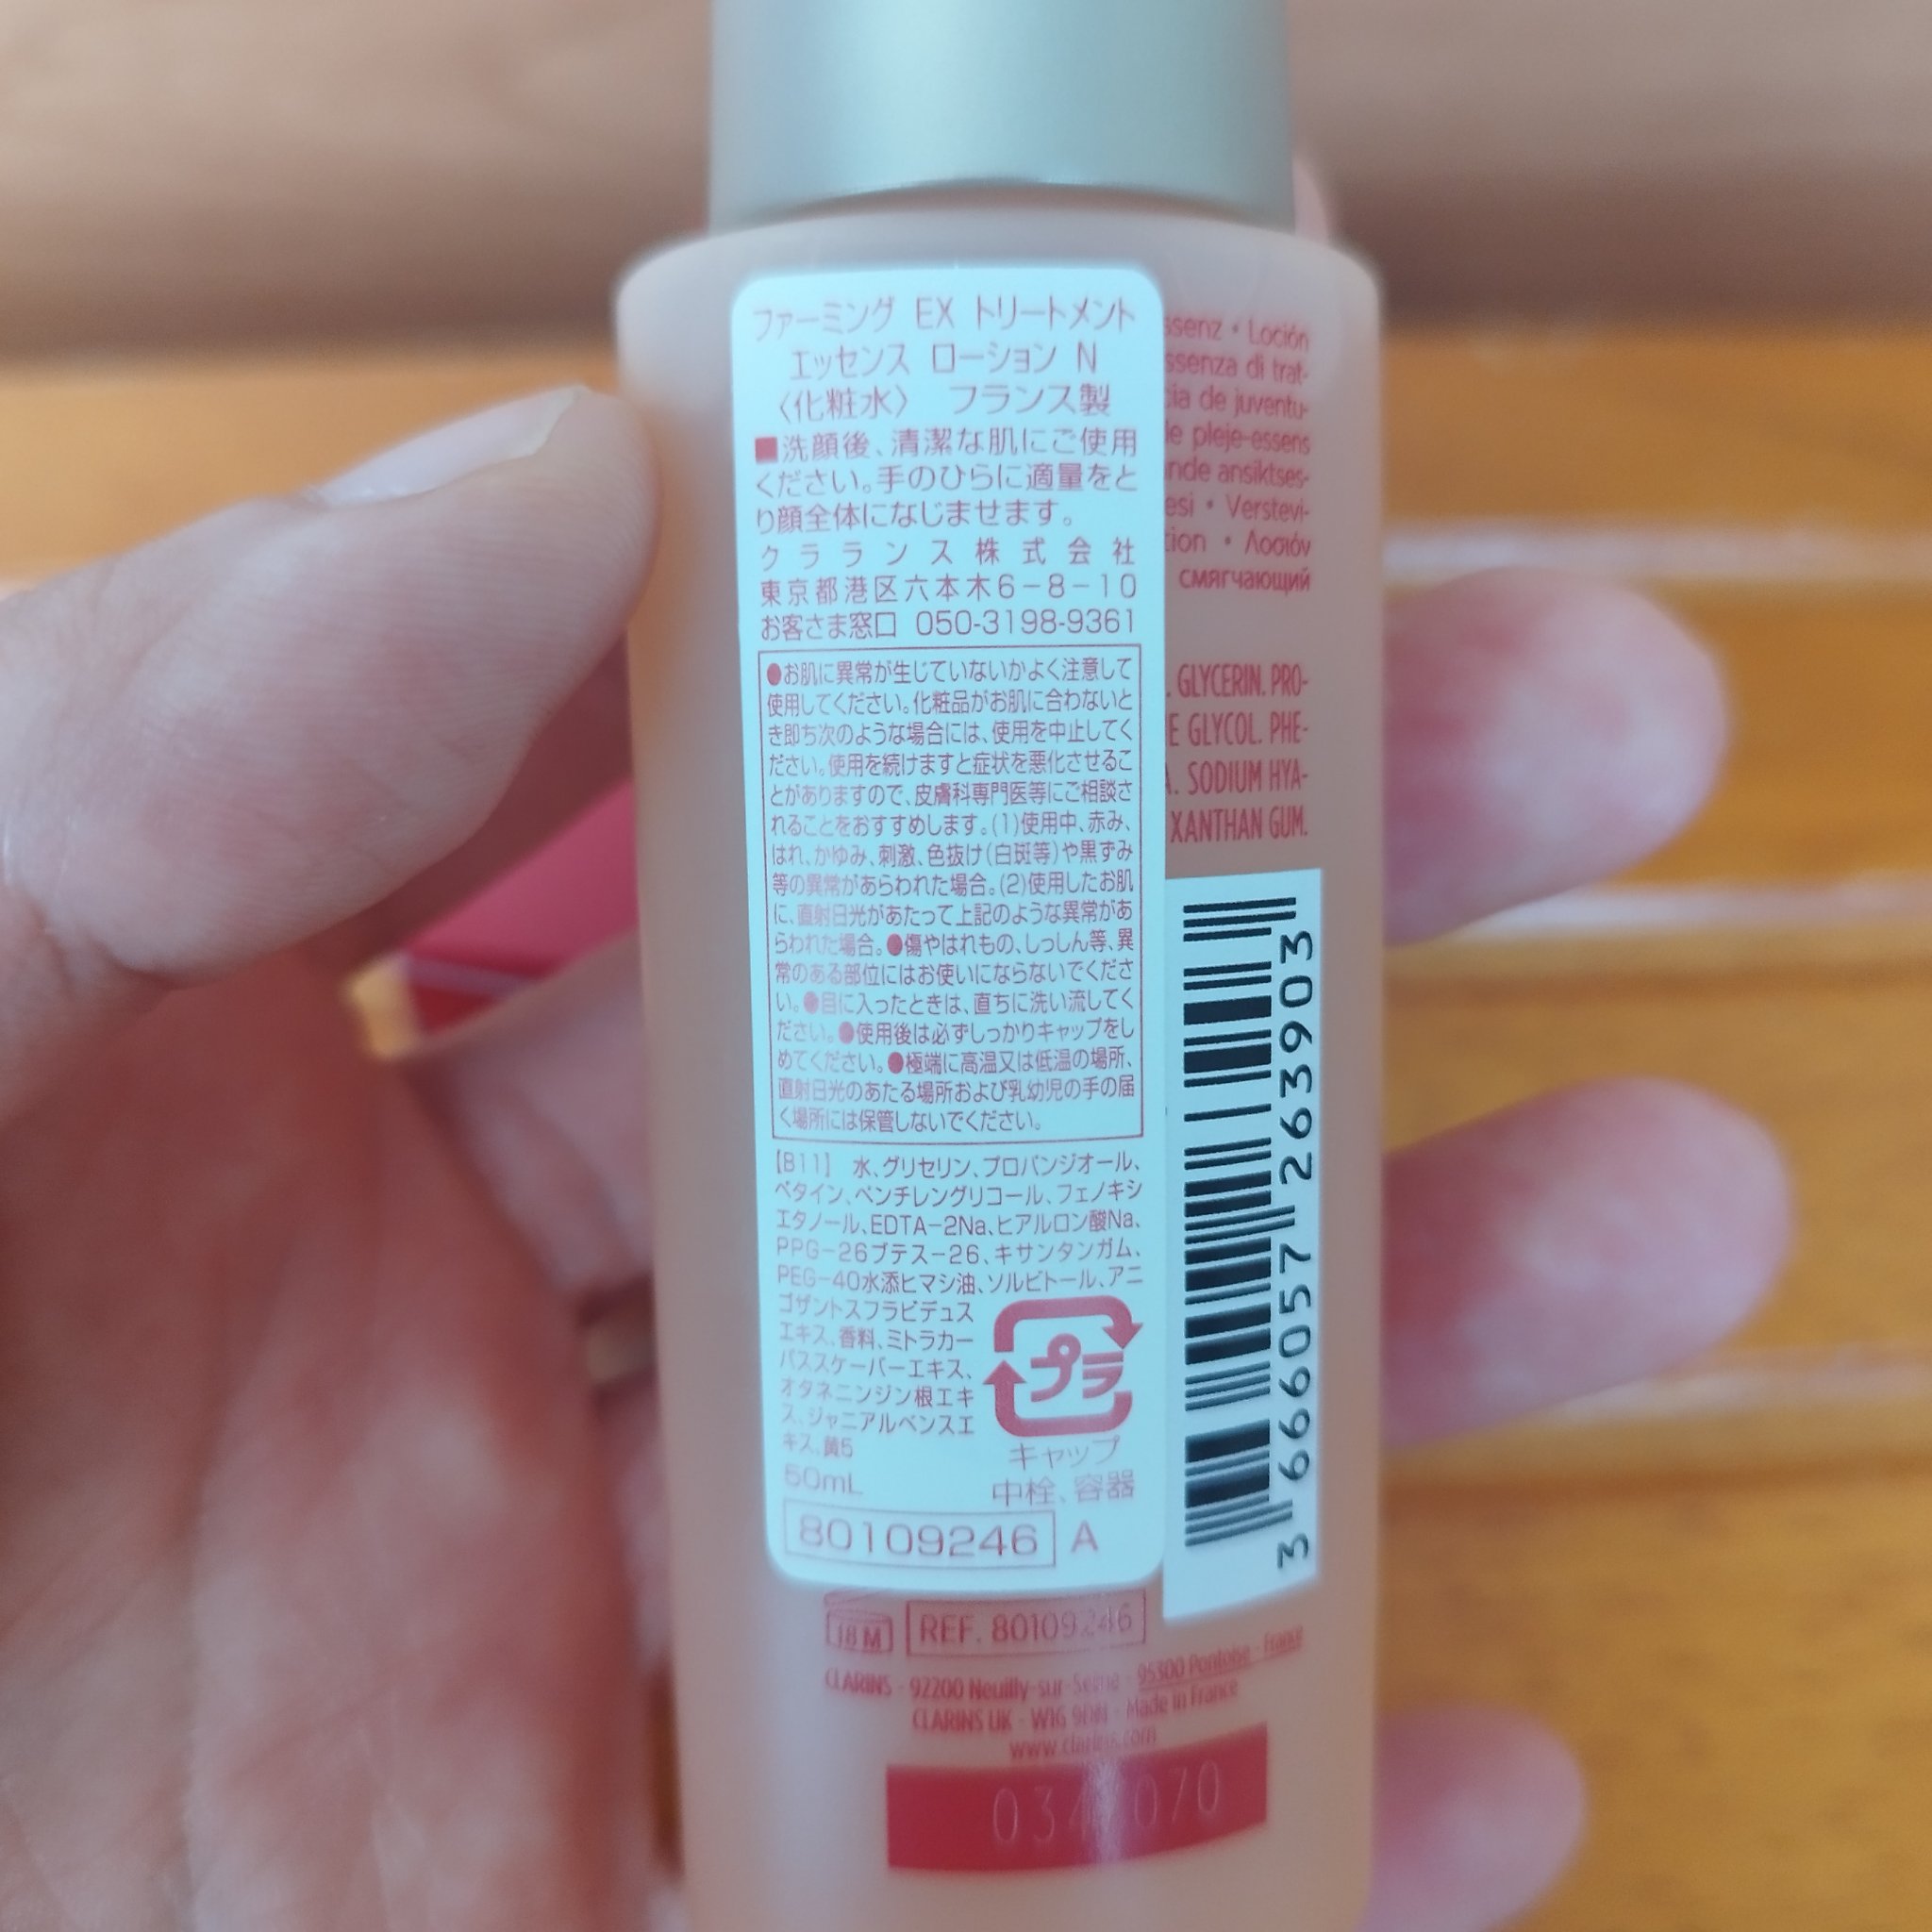 ファーミング EX トリートメント
エッセンス ローション N
〈化粧水〉 フランス製
■洗顔後、清潔な肌にご使用
ください。手のひらに適量をと
り顔全体になじませます。
クラランス株式会社
東京都港区六本木6-8-10
お客さま窓口 050-3198-9361
●お肌に異常が生じていないかよく注意して
使用してください。化粧品がお肌に合わないと
き即ち次のような場合には、使用を中止してく
ださい。使用を続けますと症状を悪化させるこ
とがありますので、皮膚科専門医等にご相談さ
れることをおすすめします。(1)使用中、赤み、
はれ、かゆみ、刺激、色抜け(白斑等)や黒ずみ
等の異常があらわれた場合。(2)使用したお肌
に、直射日光があたって上記のような異常があ
らわれた場合。●傷やはれもの、しっしん等、異
常のある部位にはお使いにならないでくださ
い。●目に入ったときは、直ちに洗い流してく
ださい。●使用後は必ずしっかりキャップをし
めてください。●極端に高温又は低温の場所、
直射日光のあたる場所および乳幼児の手の届
く場所には保管しないでください。
【B11】 水、グリセリン、プロパンジオール、
ベタイン、ペンチレングリコール、フェノキシ
エタノール、EDTA-2Na、ヒアルロン酸Na、
PPG-26ブテス-26、キサンタンガム、
PEG-40水添ヒマシ油、ソルビトール、アニ
ゴザントスフラビデュス
エキス、香料、ミトラカー
パススケーバーエキス、
オタネニンジン根エキ
ス、ジャニアルベンスエ
キス、黄5
50mL
プラ
キャップ
中栓、容器
80109246 A
ssenz • Loción
ssenza di trat-
cia de juventu-
de pleje-essens
ande ansiktses-
esi • Verstevi-
tion • Λοσιόν
смягчающий
. GLYCERIN. PRO-
E GLYCOL. PHE-
A. SODIUM HYA-
XANTHAN GUM.
3 666057 263903
18 M REF. 80109246
CLARINS - 92200 Neuilly-sur-Seine - 95300 Pontoise - France
CLARINS UK - W1G 9DN - Made in France
www.clarins.com